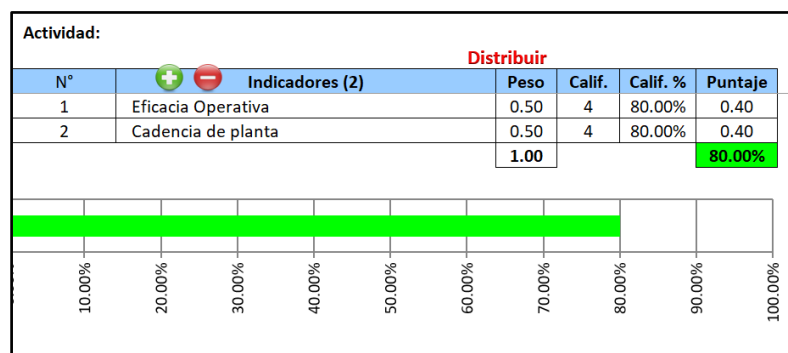 Actividad:
Distribuir
N° Indicadores (2) Peso Calif. Calif. % Puntaje
1 Eficacia Operativa 0.50 4 80.00% 0.40
2 Cadencia de planta 0.50 4 80.00% 0.40
1.00 80.00%
10.00% 20.00% 30.00% 40.00% 50.00% 60.00% 70.00% 80.00% 90.00% 100.00%